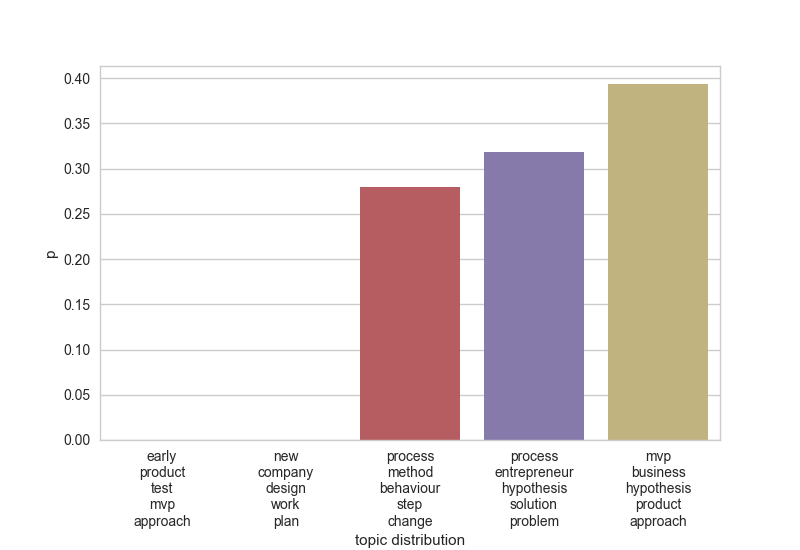 0.40
0.35
0.30
0.25
0.20
0.15
0.10
0.05
0.00
p
early
product
test
mvp
approach
new
company
design
work
plan
process
method
behaviour
step
change
process
entrepreneur
hypothesis
solution
problem
mvp
business
hypothesis
product
approach
topic distribution